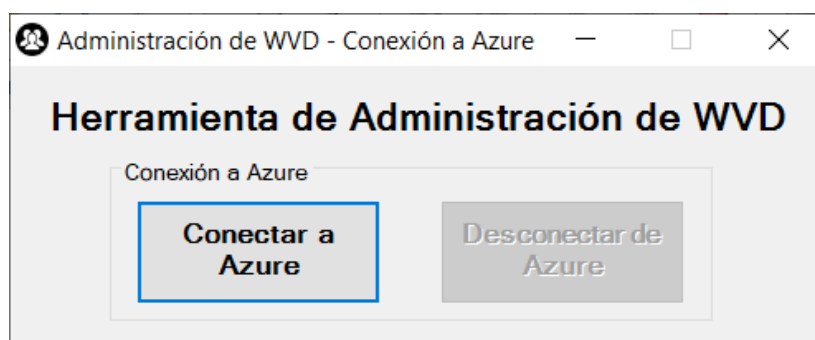 Administración de WVD - Conexión a Azure
Herramienta de Administración de WVD
Conexión a Azure
Conectar a
Azure
Desconectar de
Azure